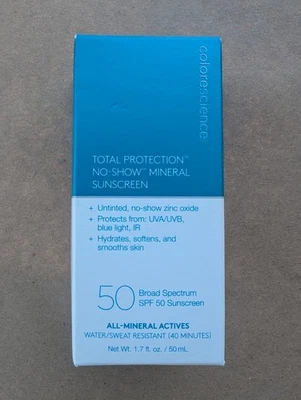 colorescience
TOTAL PROTECTION™
NO-SHOW™ MINERAL
SUNSCREEN
+ Untinted, no-show zinc oxide
+ Protects from: UVA/UVB,
blue light, IR
+ Hydrates, softens, and
smooths skin
50 Broad Spectrum
SPF 50 Sunscreen
ALL-MINERAL ACTIVES
WATER/SWEAT RESISTANT (40 MINUTES)
Net Wt. 1.7 fl. oz. / 50 mL